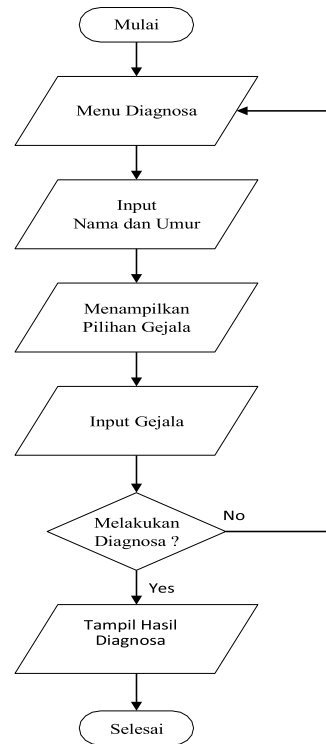 Mulai
Menu Diagnosa
Input
Nama dan Umur
Menampilkan
Pilihan Gejala
Input Gejala
Melakukan
Diagnosa ?
No
Yes
Tampil Hasil
Diagnosa
Selesai